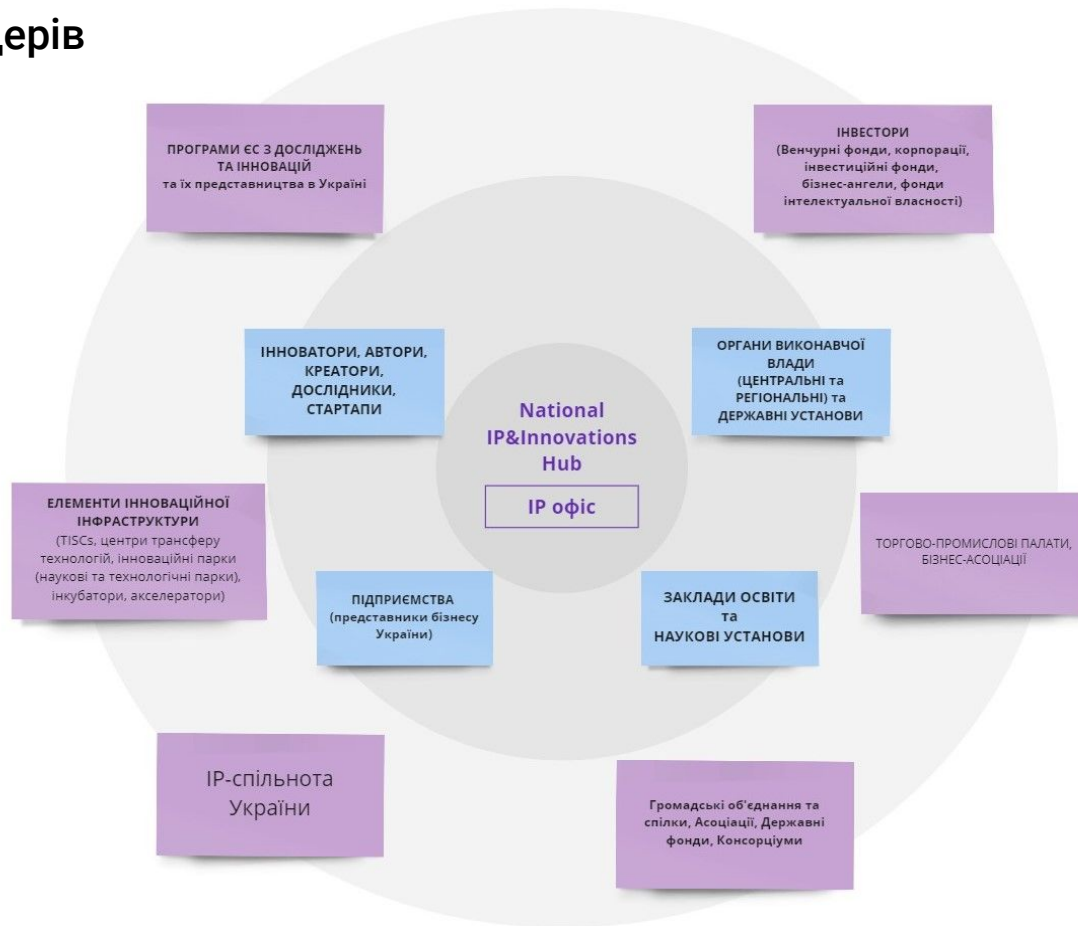 дерів
ПРОГРАМИ ЄС З ДОСЛІДЖЕНЬ
ТА ІННОВАЦІЙ
та їх представництва в Україні
ІНВЕСТОРИ
(Венчурні фонди, корпорації,
інвестиційні фонди,
бізнес-ангели, фонди
інтелектуальної власності)
ІННОВАТОРИ, АВТОРИ,
КРЕАТОРИ,
ДОСЛІДНИКИ,
СТАРТАПИ
ОРГАНИ ВИКОНАВЧОЇ
ВЛАДИ
(ЦЕНТРАЛЬНІ та
РЕГІОНАЛЬНІ) та
ДЕРЖАВНІ УСТАНОВИ
National
IP&Innovations
Hub
IP офіс
ЕЛЕМЕНТИ ІННОВАЦІЙНОЇ
ІНФРАСТРУКТУРИ
(TISCs, центри трансферу
технологій, інноваційні парки
(наукові та технологічні парки),
інкубатори, акселератори)
ТОРГОВО-ПРОМИСЛОВІ ПАЛАТИ,
БІЗНЕС-АСОЦІАЦІЇ
ПІДПРИЄМСТВА
(представники бізнесу
України)
ЗАКЛАДИ ОСВІТИ
та
НАУКОВІ УСТАНОВИ
IP-спільнота
України
Громадські об'єднання та
спілки, Асоціації, Державні
фонди, Консорціуми